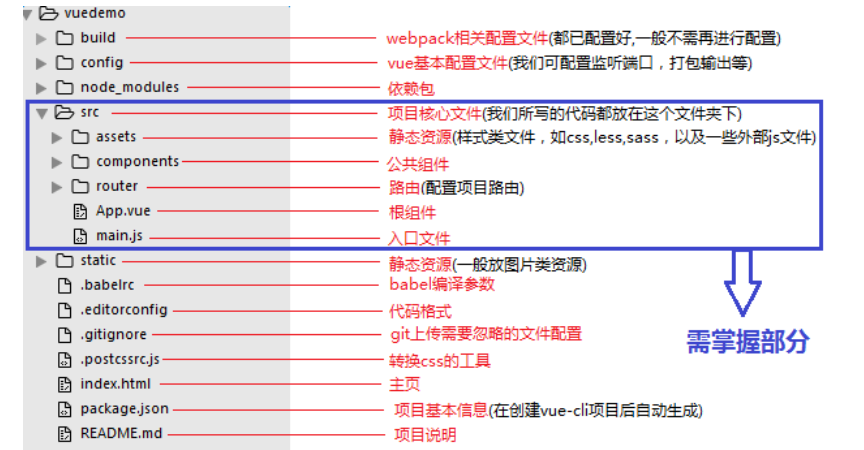 vuedemo
build webpack相关配置文件(都已配置好,一般不需再进行配置)
config vue基本配置文件(我们可配置监听端口，打包输出等)
node_modules 依赖包
src 项目核心文件(我们所写的代码都放在这个文件夹下)
assets 静态资源(样式类文件，如css,less,sass，以及一些外部js文件)
components 公共组件
router 路由(配置项目路由)
App.vue 根组件
main.js 入口文件
static 静态资源(一般放图片类资源)
.babelrc babel编译参数
.editorconfig 代码格式
.gitignore git上传需要忽略的文件配置
需掌握部分
.postcssrc.js 转换css的工具
index.html 主页
package.json 项目基本信息(在创建vue-cli项目后自动生成)
README.md 项目说明